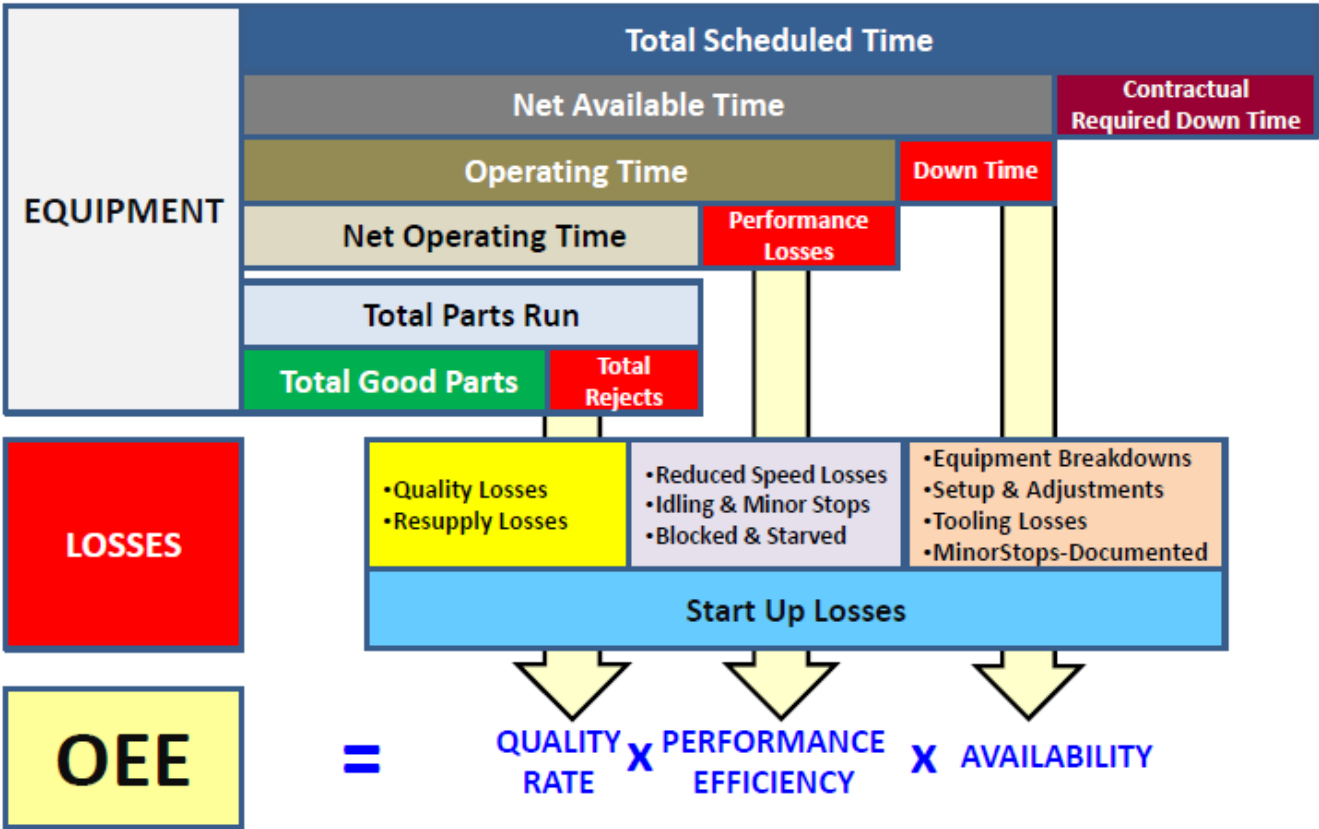 Total Scheduled Time
Net Available Time
Contractual
Required Down Time
Operating Time
Down Time
EQUIPMENT
Net Operating Time
Performance
Losses
Total Parts Run
Total Good Parts
Total
Rejects
LOSSES
•Quality Losses
•Resupply Losses
•Reduced Speed Losses
•Idling & Minor Stops
•Blocked & Starved
•Equipment Breakdowns
•Setup & Adjustments
•Tooling Losses
•MinorStops-Documented
Start Up Losses
OEE
=
QUALITY
RATE
x
PERFORMANCE
EFFICIENCY
x
AVAILABILITY